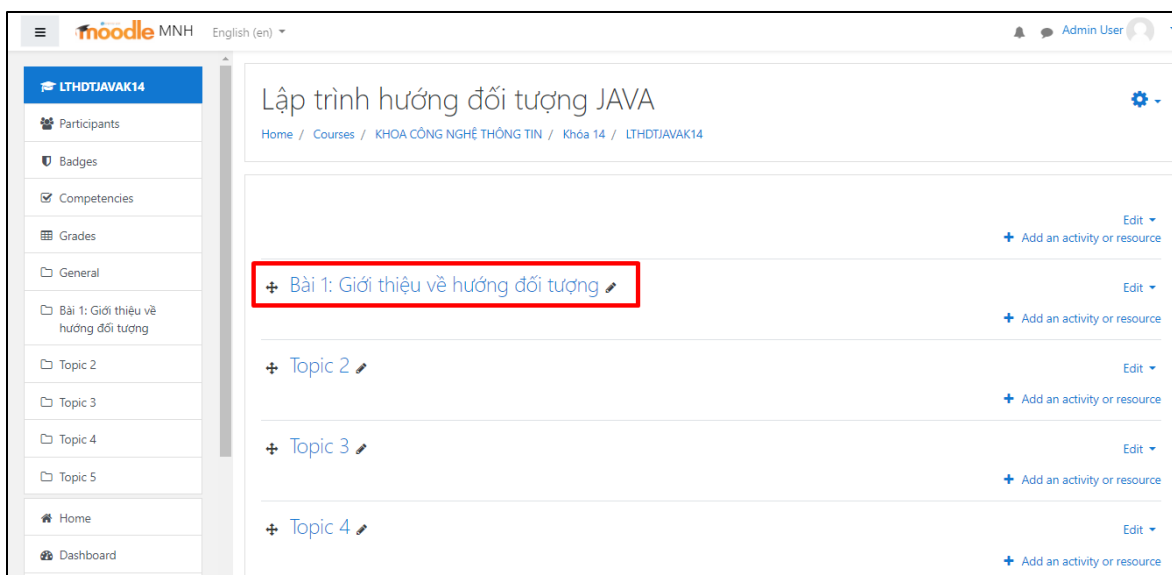 moodle MNH English (en)
Admin User
LTHDTJAVAK14
Participants
Badges
Competencies
Grades
General
Bài 1: Giới thiệu về
hướng đối tượng
Topic 2
Topic 3
Topic 4
Topic 5
Home
Dashboard
Lập trình hướng đối tượng JAVA
Home / Courses / KHOA CÔNG NGHỆ THÔNG TIN / Khóa 14 / LTHDTJAVAK14
Edit
Add an activity or resource
Bài 1: Giới thiệu về hướng đối tượng
Edit
Add an activity or resource
Topic 2
Edit
Add an activity or resource
Topic 3
Edit
Add an activity or resource
Topic 4
Edit
Add an activity or resource